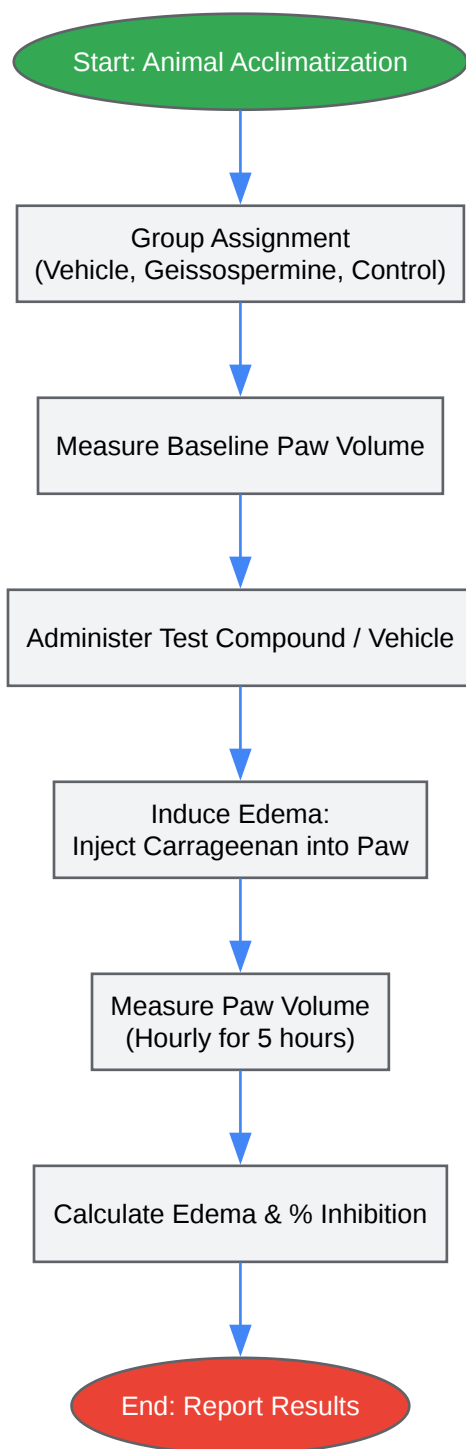 Start: Animal Acclimatization
Group Assignment
(Vehicle, Geissospermine, Control)
Measure Baseline Paw Volume
Administer Test Compound / Vehicle
Induce Edema:
Inject Carrageenan into Paw
Measure Paw Volume
(Hourly for 5 hours)
Calculate Edema & % Inhibition
End: Report Results